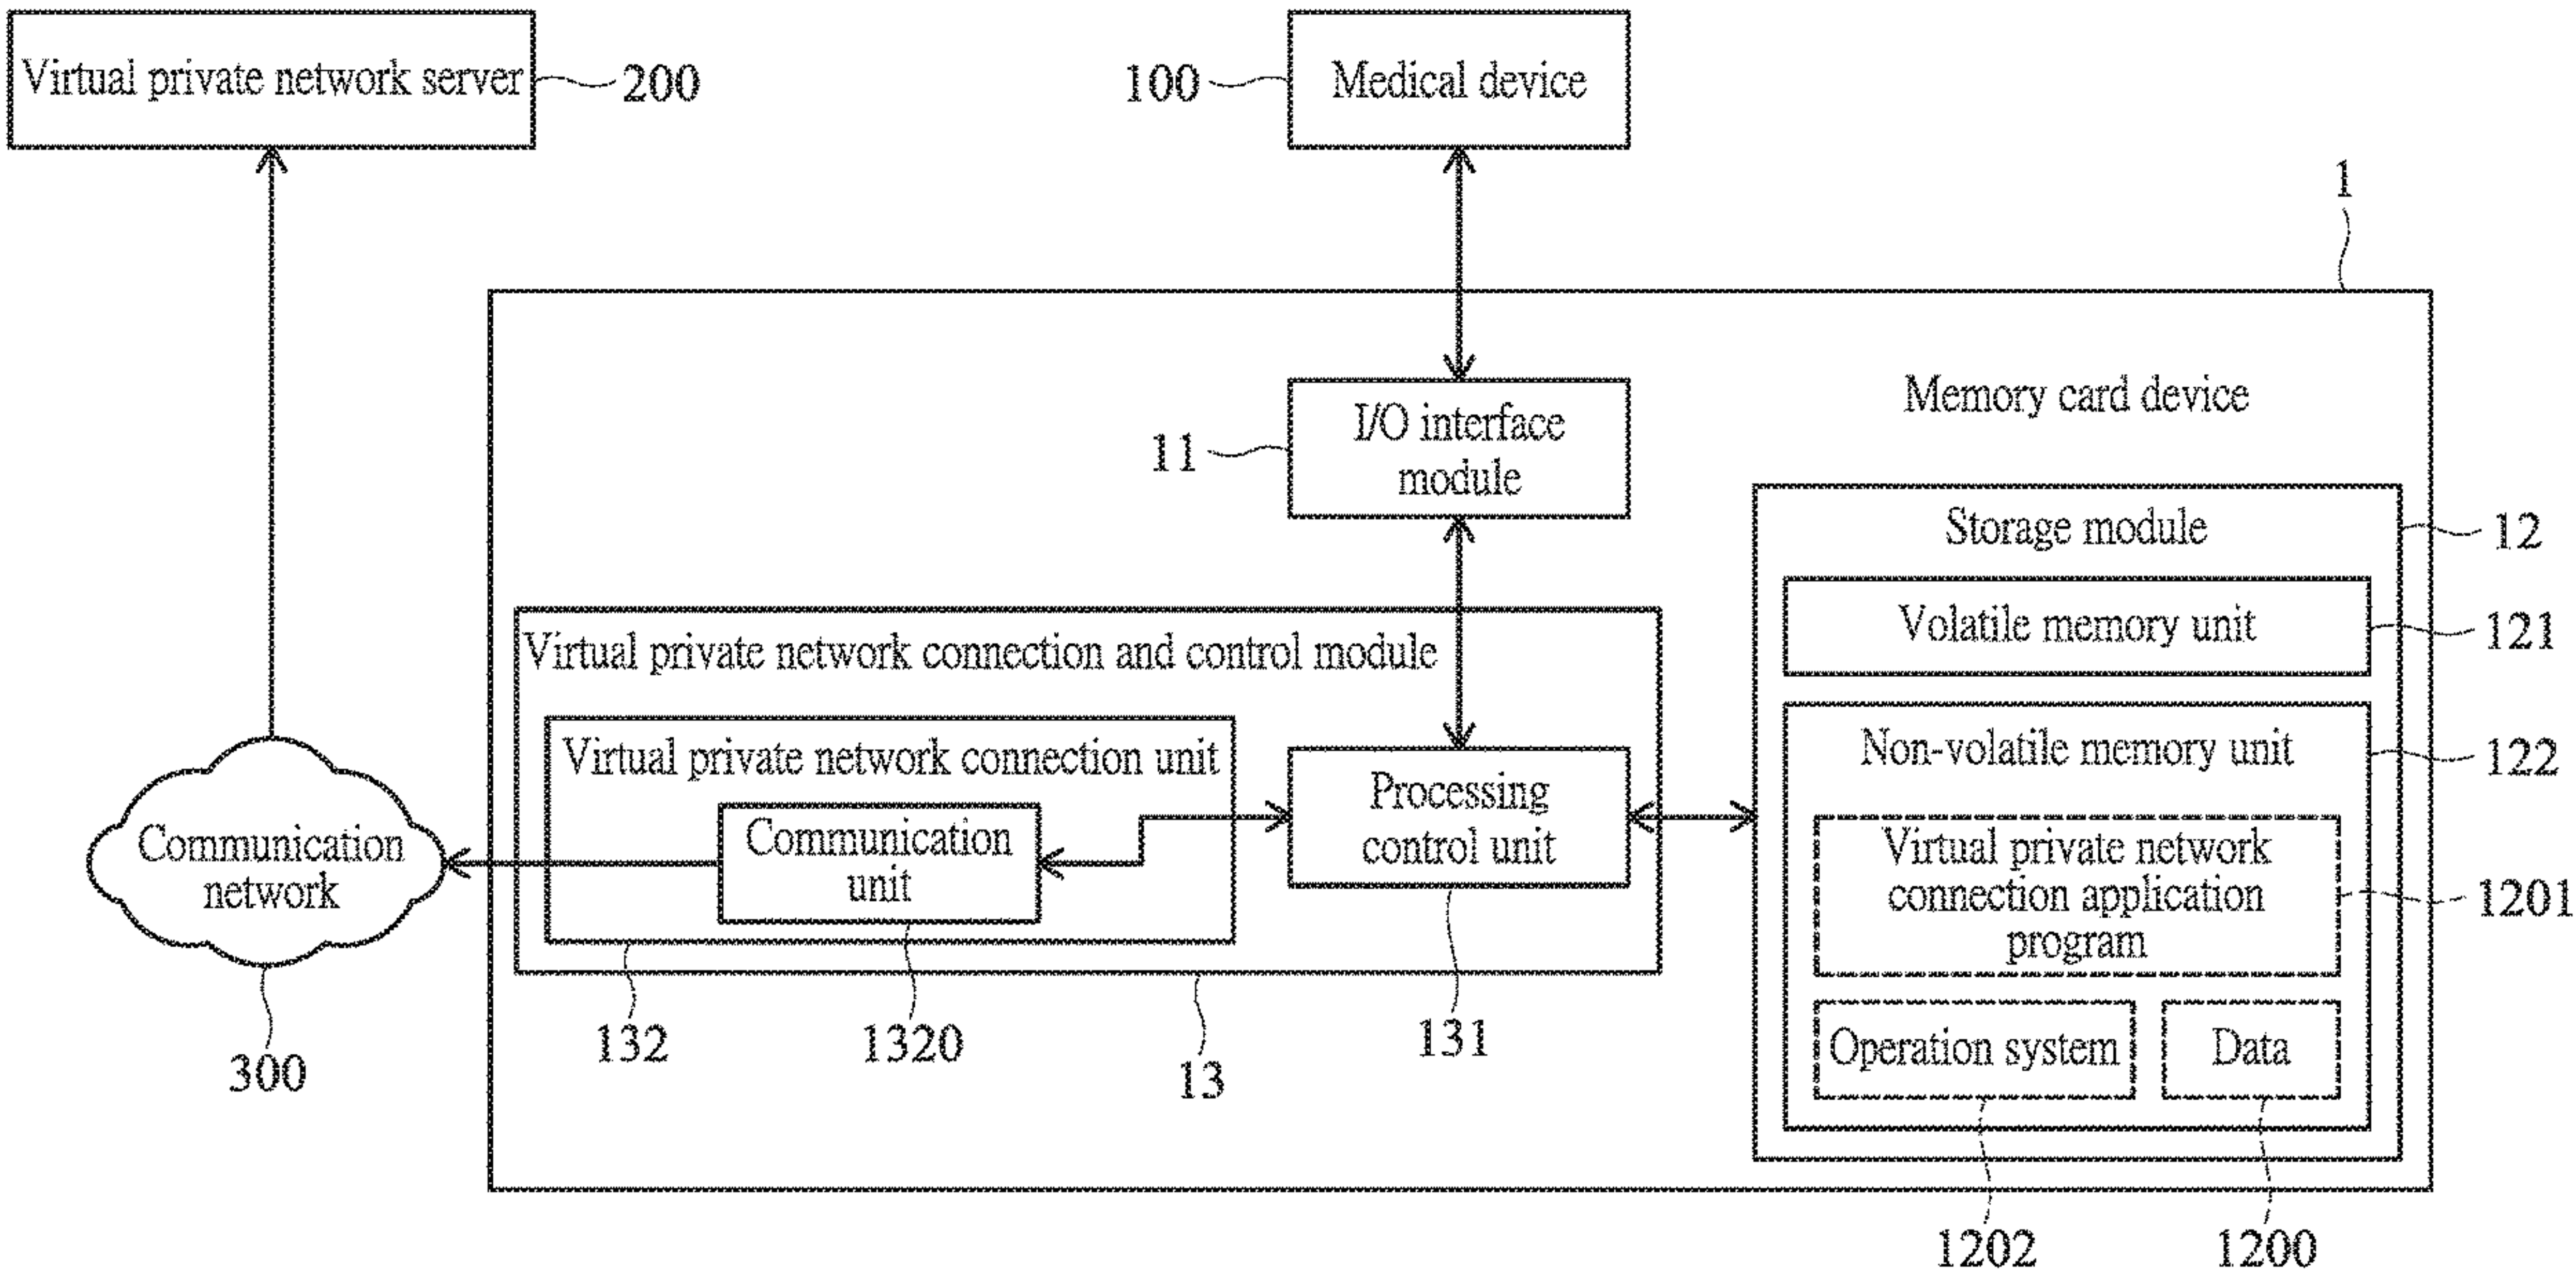 Virtual private network server
200
100
Medical device
1
I/O interface
module
11
Memory card device
Storage module
12
Volatile memory unit
121
Virtual private network connection and control module
Non-volatile memory unit
122
Virtual private network connection unit
Processing
control unit
Communication
unit
Communication
network
Virtual private network
connection application
program
1201
Operation system
Data
132
1320
131
13
300
1202
1200